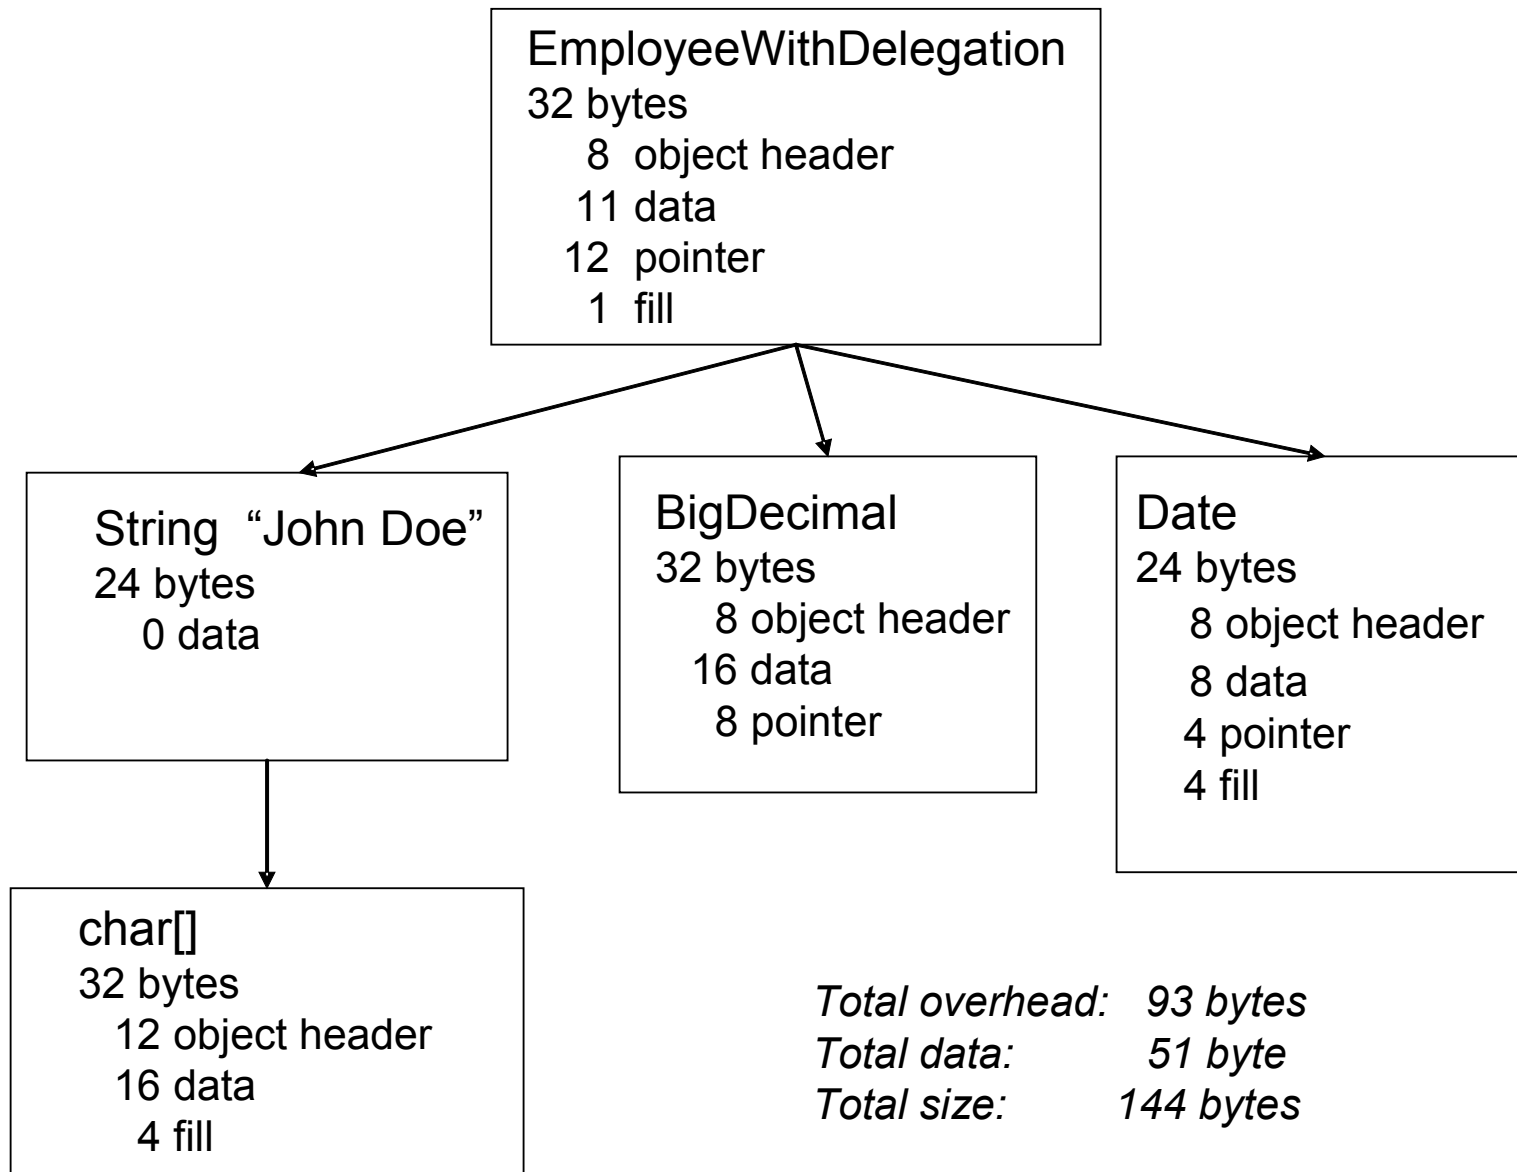 EmployeeWithDelegation
32 bytes
8 object header
11 data
12 pointer
1 fill
String “John Doe”
24 bytes
0 data
BigDecimal
32 bytes
8 object header
16 data
8 pointer
Date
24 bytes
8 object header
8 data
4 pointer
4 fill
char[]
32 bytes
12 object header
16 data
4 fill
Total overhead: 93 bytes
Total data: 51 byte
Total size: 144 bytes